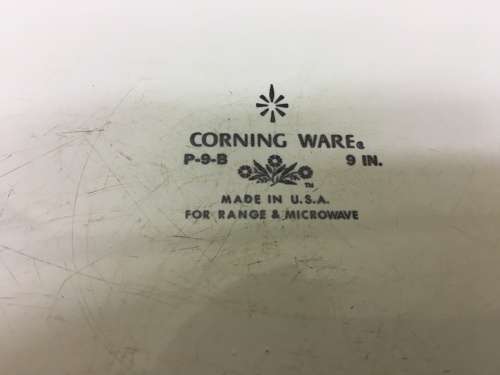 CORNING WARE®
P-9-B 9 IN.
™
MADE IN U.S.A.
FOR RANGE & MICROWAVE